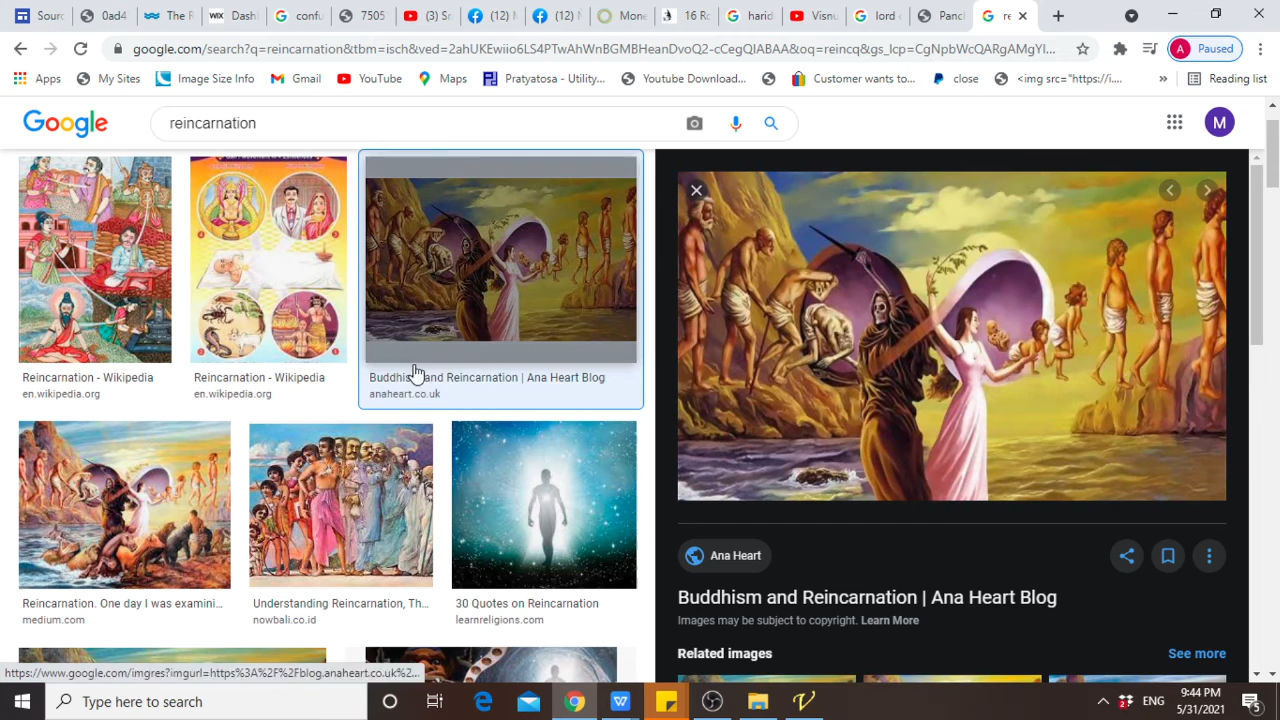 Sourc
0ad4
The R
WIX
Dash
confu
7505
(3) Sr
(12) M
(12) M
Mone
16 Ro
harid
Visnu
lord
Panch
re
google.com/search?q=reincarnation&tbm=isch&ved=2ahUKEwiio6LS4PTwAhWnBGMBHeanDvoQ2-cCegQIABAA&oq=reincq&gs_lcp=CgNpbWcQARgAMgYI...
Paused
Apps
My Sites
Image Size Info
Gmail
YouTube
Maps
Pratyatosa - Utility...
Youtube Download...
Customer wants to...
close
<img src="https://i....
»
Reading list
Google
reincarnation
M
Reincarnation - Wikipedia
en.wikipedia.org
Reincarnation - Wikipedia
en.wikipedia.org
Buddhism and Reincarnation | Ana Heart Blog
anaheart.co.uk
Reincarnation. One day I was examini...
medium.com
Understanding Reincarnation, Th...
nowbali.co.id
30 Quotes on Reincarnation
learnreligions.com
Ana Heart
Buddhism and Reincarnation | Ana Heart Blog
Images may be subject to copyright. Learn More
Related images
See more
https://www.google.com/imgres?imgurl=https%3A%2F%2Fblog.anaheart.co.uk%2...
Type here to search
ENG
9:44 PM
5/31/2021
5